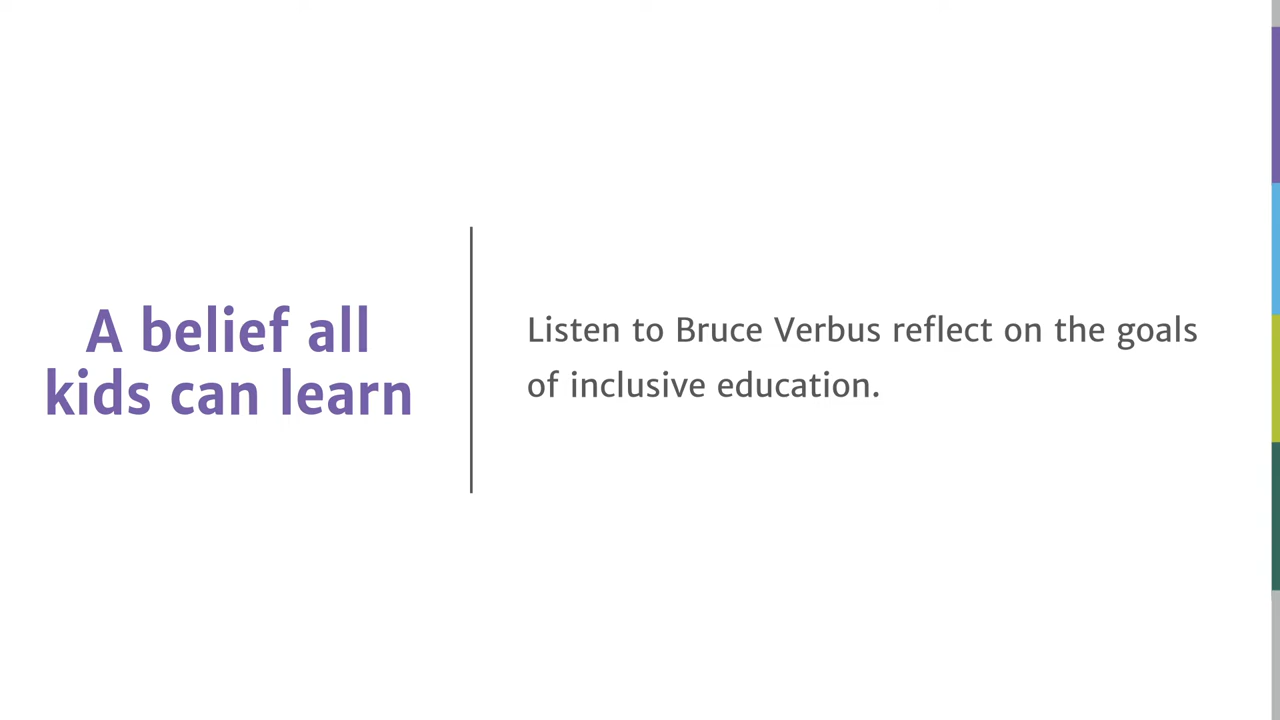 A belief all
kids can learn
Listen to Bruce Verbus reflect on the goals
of inclusive education.